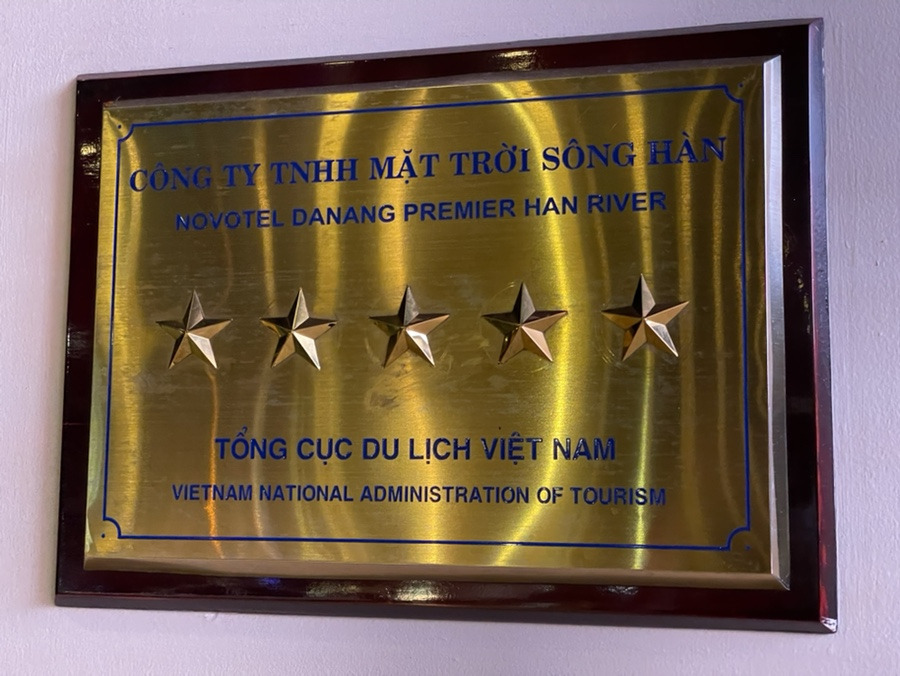 CÔNG TY TNHH MẶT TRỜI SÔNG HÀN
NOVOTEL DANANG PREMIER HAN RIVER
TỔNG CỤC DU LỊCH VIỆT NAM
VIETNAM NATIONAL ADMINISTRATION OF TOURISM